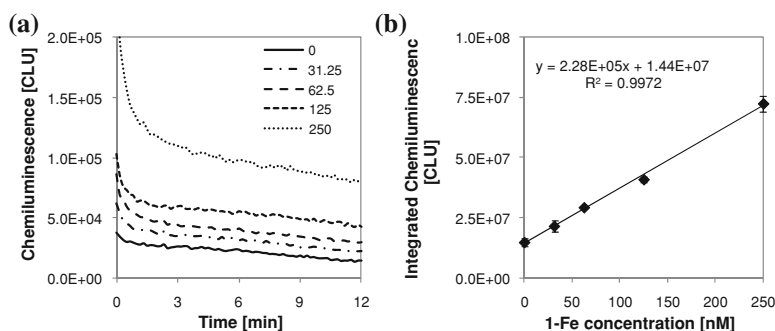 (a)
Chemiluminescence [CLU]
2.0E+05
1.5E+05
1.0E+05
5.0E+04
0.0E+00
0
31.25
62.5
125
250
0
3
6
9
12
Time [min]
(b)
Integrated Chemiluminescenc
[CLU]
1.0E+08
7.5E+07
5.0E+07
2.5E+07
0.0E+00
y = 2.28E+05x + 1.44E+07
R² = 0.9972
0
50
100
150
200
250
1-Fe concentration [nM]